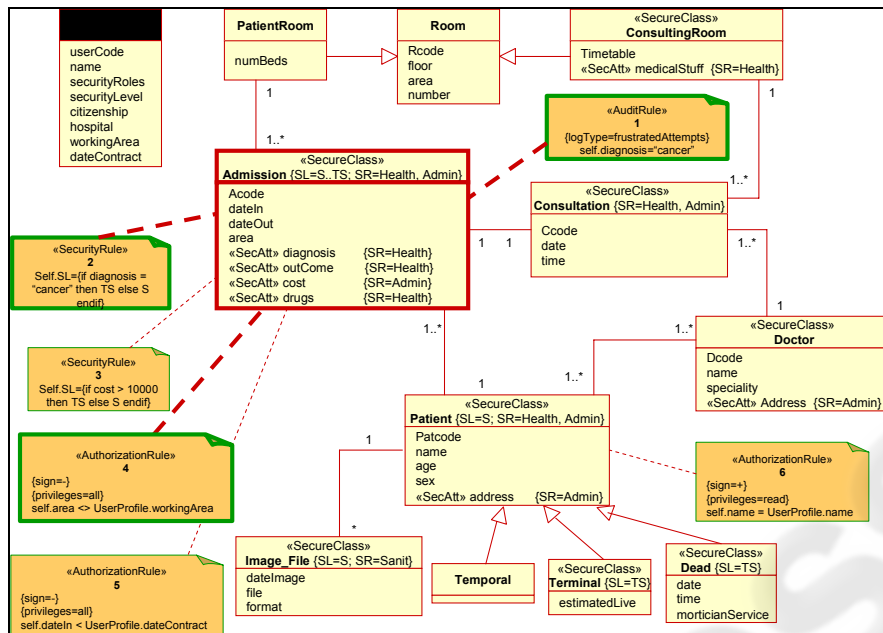 userCode
name
securityRoles
securityLevel
citizenship
hospital
workingArea
dateContract
PatientRoom
numBeds
Room
Rcode
floor
area
number
«SecureClass»
ConsultingRoom
Timetable
«SecAtt» medicalStuff {SR=Health}
1
1
1..*
«AuditRule»
1
{logType=frustratedAttempts}
self.diagnosis="cancer"
«SecureClass»
Admission {SL=S..TS; SR=Health, Admin}
Acode
dateIn
dateOut
area
«SecAtt» diagnosis {SR=Health}
«SecAtt» outCome {SR=Health}
«SecAtt» cost {SR=Admin}
«SecAtt» drugs {SR=Health}
1..*
«SecureClass»
Consultation {SR=Health, Admin}
Ccode
date
time
1
1
1..*
«SecurityRule»
2
Self.SL={if diagnosis =
"cancer" then TS else S
endif}
«SecurityRule»
3
Self.SL={if cost > 10000
then TS else S endif}
1..*
1
1..*
1
1..*
«SecureClass»
Doctor
Dcode
name
speciality
«SecAtt» Address {SR=Admin}
«AuthorizationRule»
4
{sign=-}
{privileges=all}
self.area <> UserProfile.workingArea
«SecureClass»
Patient {SL=S; SR=Health, Admin}
Patcode
name
age
sex
«SecAtt» address {SR=Admin}
1
*
«AuthorizationRule»
6
{sign=+}
{privileges=read}
self.name = UserProfile.name
«AuthorizationRule»
5
{sign=-}
{privileges=all}
self.dateIn < UserProfile.dateContract
«SecureClass»
Image_File {SL=S; SR=Sanit}
dateImage
file
format
Temporal
«SecureClass»
Terminal {SL=TS}
estimatedLive
«SecureClass»
Dead {SL=TS}
date
time
morticianService